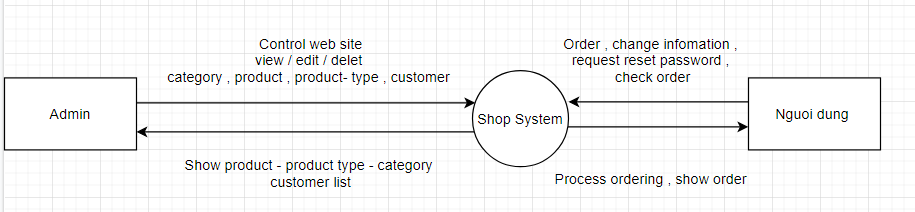 Control web site
view / edit / delet
category , product , product- type , customer
Order , change infomation ,
request reset password ,
check order
Admin
Shop System
Nguoi dung
Show product - product type - category
customer list
Process ordering , show order